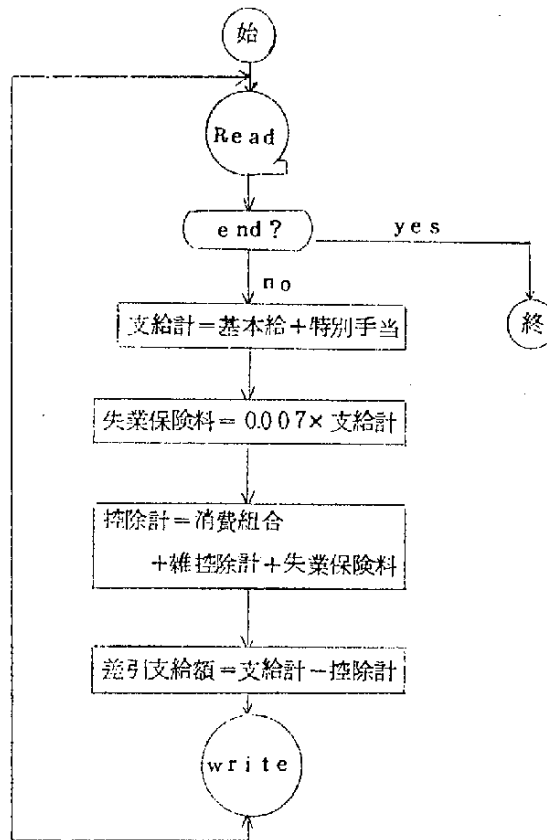 始
Read
end?
yes
no
終
支給計＝基本給＋特別手当
失業保険料＝0.007×支給計
控除計＝消費組合
＋雑控除計＋失業保険料
差引支給額＝支給計－控除計
write